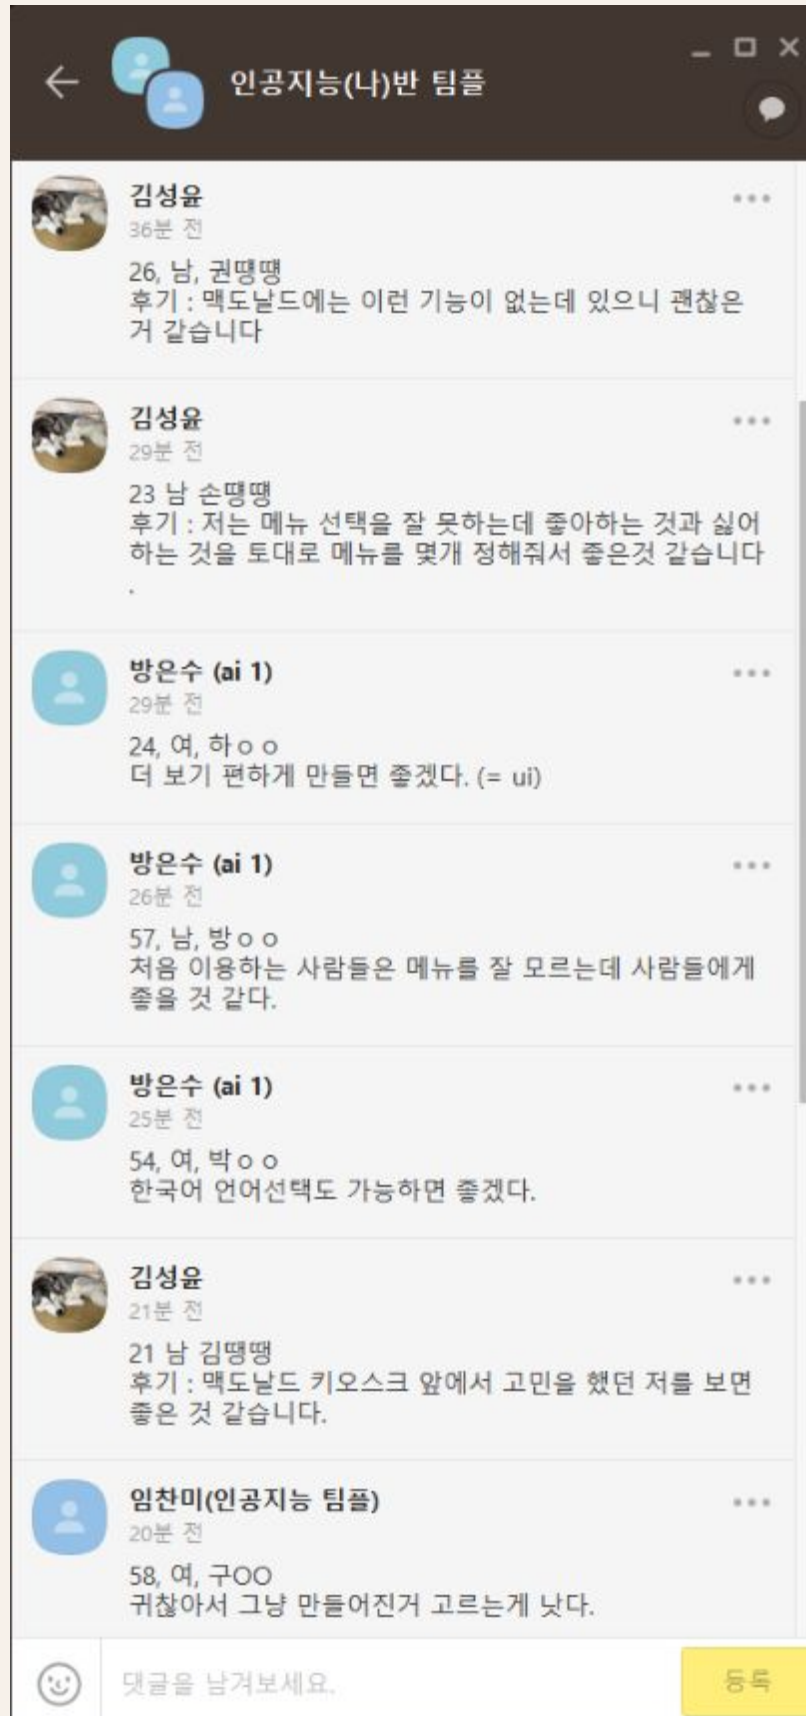 인공지능(나)반 팀플
김성윤
36분 전
26, 남, 권땡땡
후기 : 맥도날드에는 이런 기능이 없는데 있으니 괜찮은
거 같습니다
김성윤
29분 전
23 남 손땡땡
후기 : 저는 메뉴 선택을 잘 못하는데 좋아하는 것과 싫어
하는 것을 토대로 메뉴를 몇개 정해줘서 좋은것 같습니다
.
방은수 (ai 1)
29분 전
24, 여, 하ㅇㅇ
더 보기 편하게 만들면 좋겠다. (= ui)
방은수 (ai 1)
26분 전
57, 남, 방ㅇㅇ
처음 이용하는 사람들은 메뉴를 잘 모르는데 사람들에게
좋을 것 같다.
방은수 (ai 1)
25분 전
54, 여, 박ㅇㅇ
한국어 언어선택도 가능하면 좋겠다.
김성윤
21분 전
21 남 김땡땡
후기 : 맥도날드 키오스크 앞에서 고민을 했던 저를 보면
좋은 것 같습니다.
임찬미(인공지능 팀플)
20분 전
58, 여, 구OO
귀찮아서 그냥 만들어진거 고르는게 낫다.
댓글을 남겨보세요.
등록